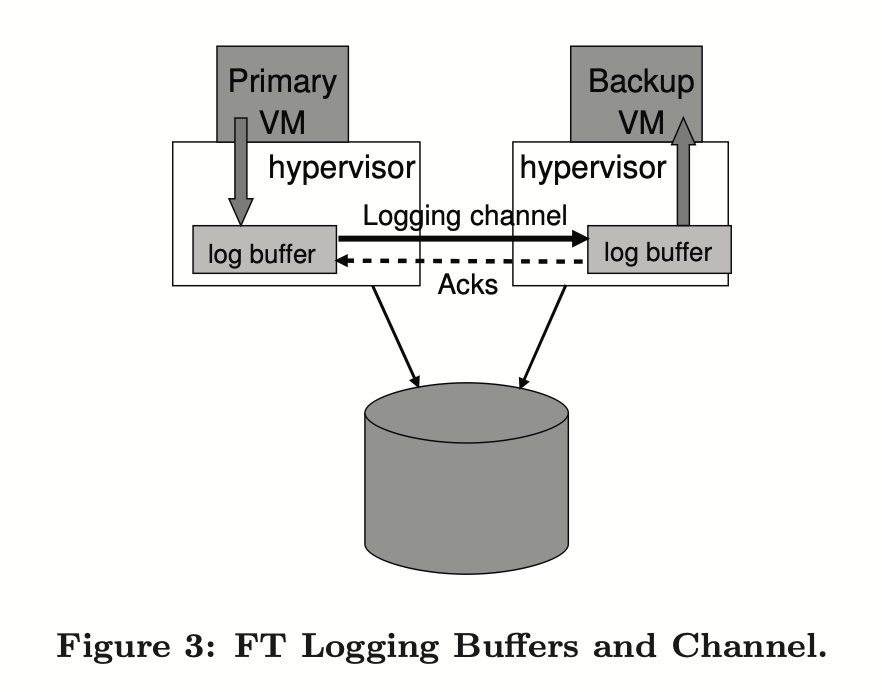 Primary
VM
Backup
VM
hypervisor
hypervisor
Logging channel
log buffer
log buffer
Acks
Figure 3: FT Logging Buffers and Channel.